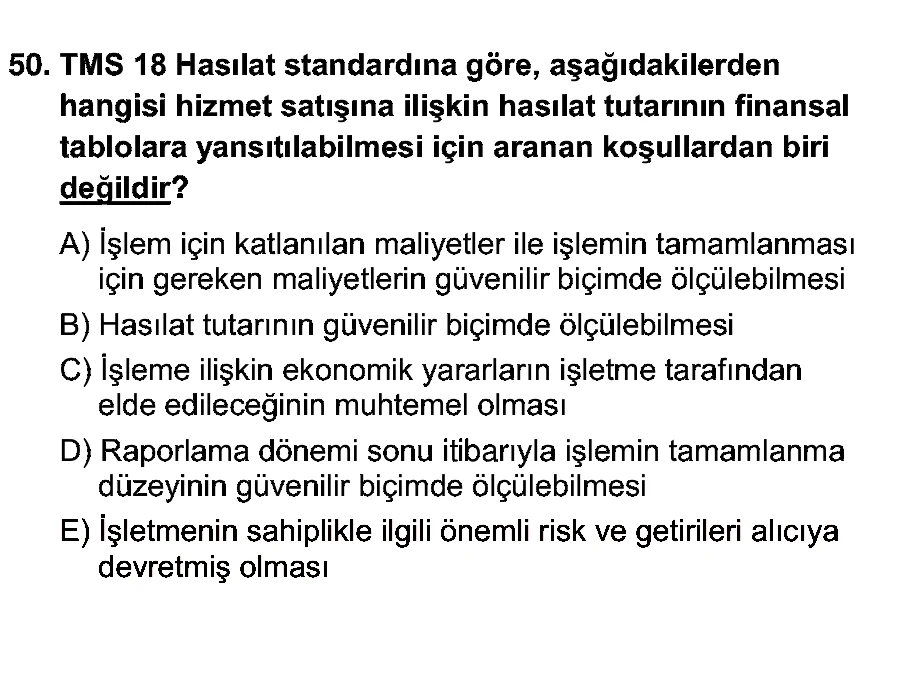 50. TMS 18 Hasılat standardına göre, aşağıdakilerden
hangisi hizmet satışına ilişkin hasılat tutarının finansal
tablolara yansıtılabilmesi için aranan koşullardan biri
değildir?
A) İşlem için katlanılan maliyetler ile işlemin tamamlanması
için gereken maliyetlerin güvenilir biçimde ölçülebilmesi
B) Hasılat tutarının güvenilir biçimde ölçülebilmesi
C) İşleme ilişkin ekonomik yararların işletme tarafından
elde edileceğinin muhtemel olması
D) Raporlama dönemi sonu itibarıyla işlemin tamamlanma
düzeyinin güvenilir biçimde ölçülebilmesi
E) İşletmenin sahiplikle ilgili önemli risk ve getirileri alıcıya
devretmiş olması